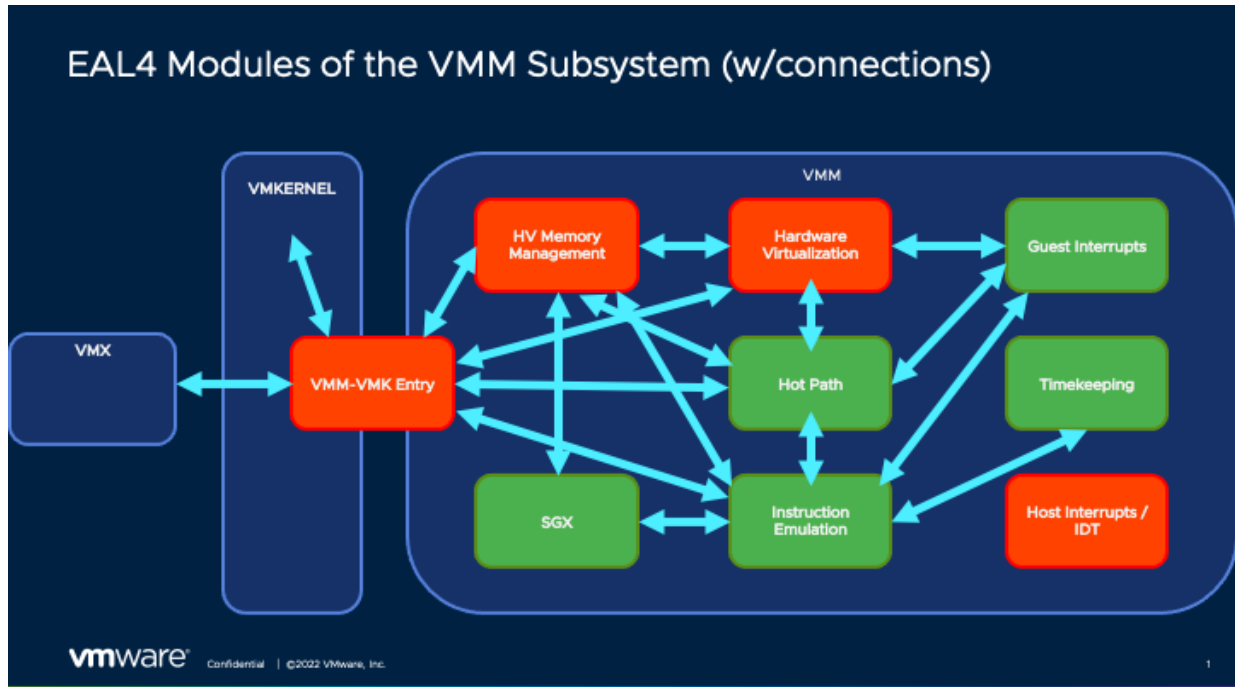 EAL4 Modules of the VMM Subsystem (w/connections)
VMKERNEL
VMM
HV Memory
Management
Hardware
Virtualization
Guest Interrupts
VMX
VMM-VMK Entry
Hot Path
Timekeeping
SGX
Instruction
Emulation
Host Interrupts /
IDT
vmware® Confidential | ©2022 VMware, Inc. 1